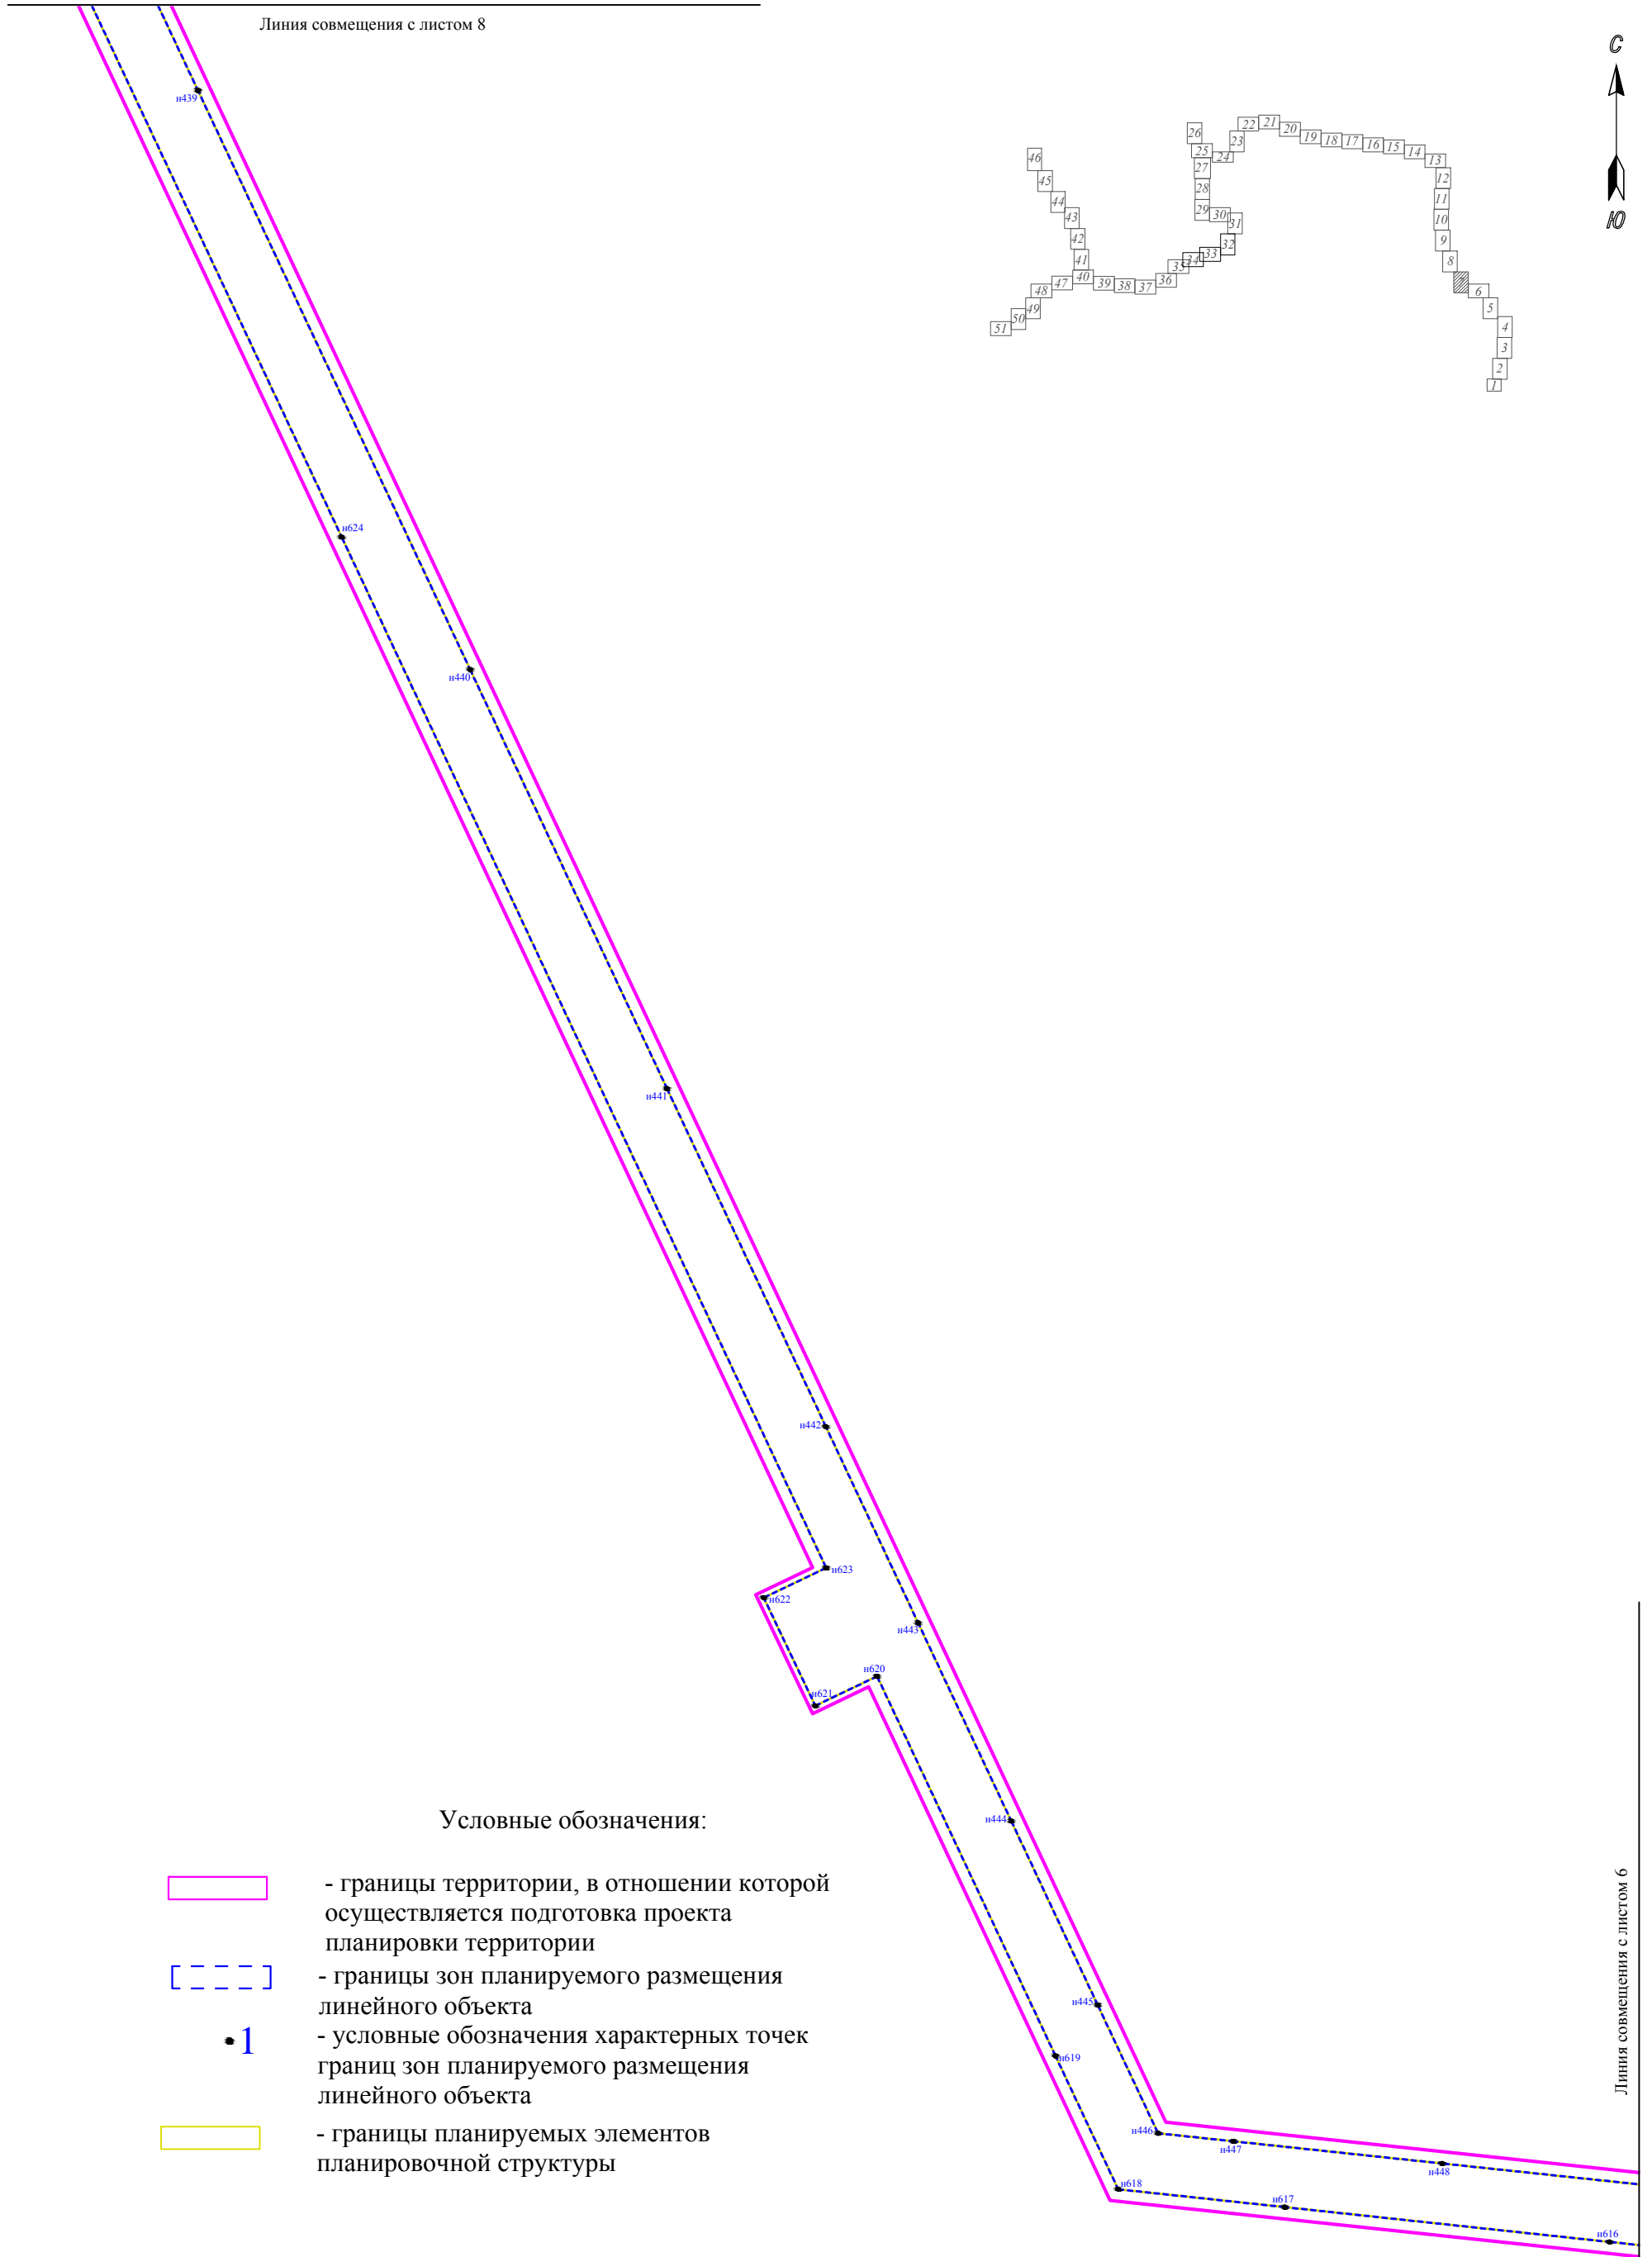 Линия совмещения с листом 8
С
Ю
н439
22 21 20 19 18 17 16 15 14 13
26 25 24 23
27
28
29 30 31
12
11
10
9
8
6
5
4
3
2
1
46
45
44
43
42
41
40 39 38 37 36 35 34 33 32
51 50 49 48 47
н624
н440
н441
н442
н623
н622
н443
н620
н621
н444
н445
н619
н446
н447
н448
н618
н617
н616
Условные обозначения:
- границы территории, в отношении которой
осуществляется подготовка проекта
планировки территории
- границы зон планируемого размещения
линейного объекта
1
- условные обозначения характерных точек
границ зон планируемого размещения
линейного объекта
- границы планируемых элементов
планировочной структуры
Линия совмещения с листом 6